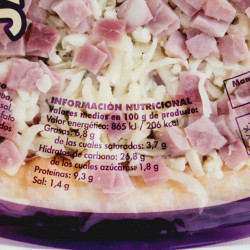 INFORMACIÓN NUTRICIONAL
Valores medios en 100 g de producto:
Valor energético: 865 kJ / 206 kcal
Grasas: 6,8 g
de las cuales saturadas: 3,7 g
Hidratos de carbono: 26,8 g
de los cuales azúcares: 1,8 g
Proteínas: 9,3 g
Sal: 1,4 g